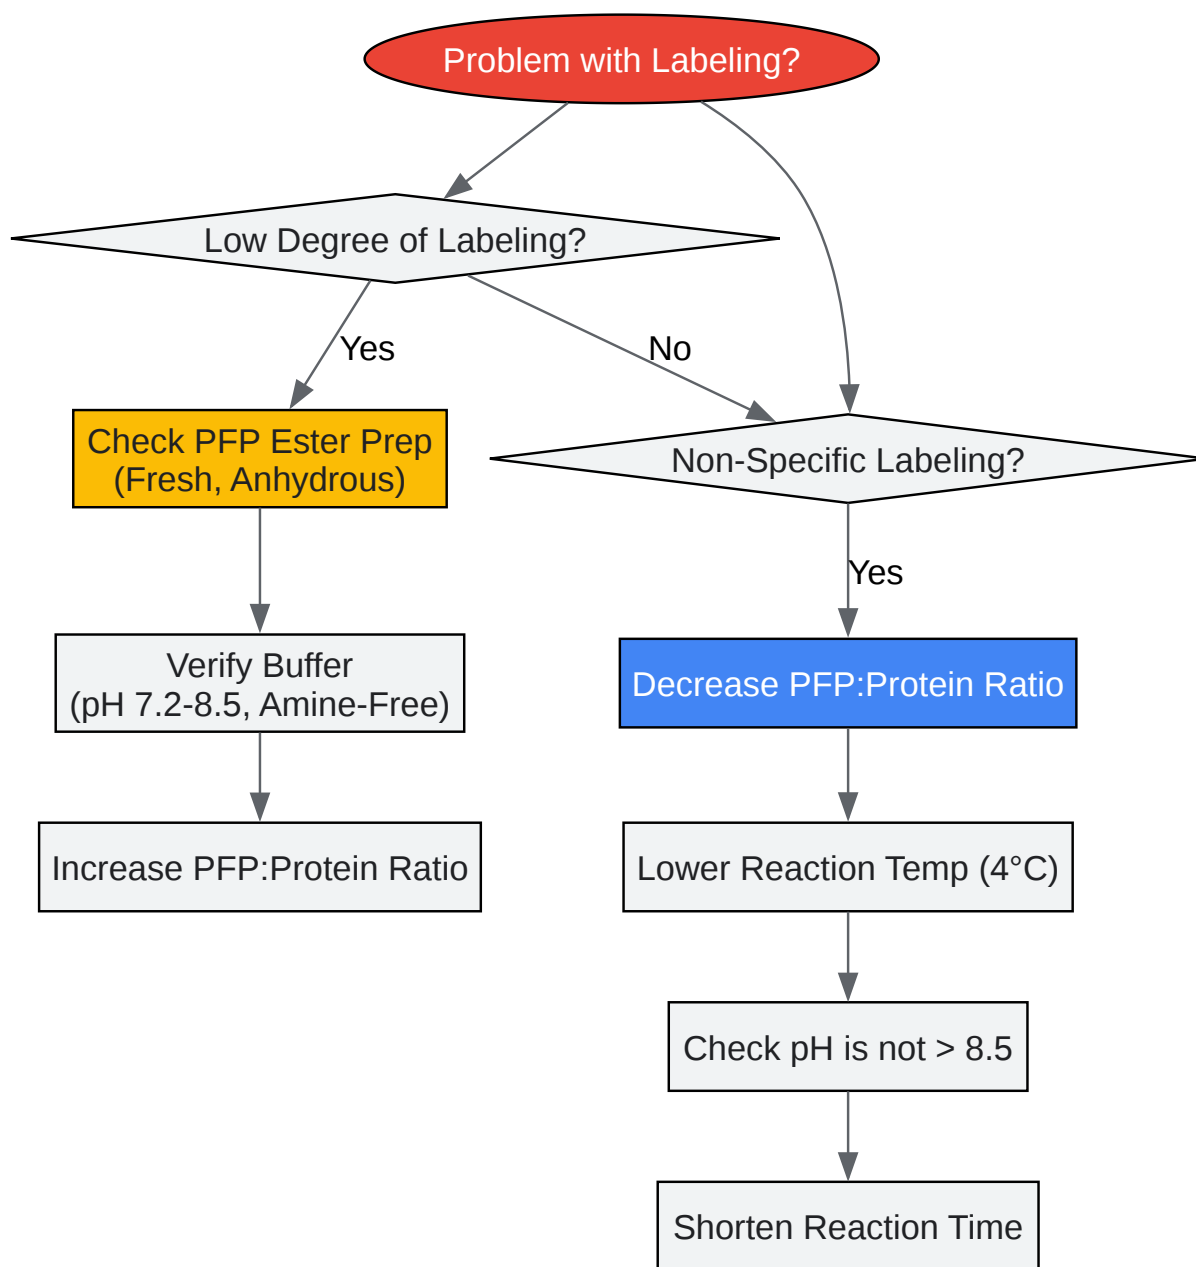 Problem with Labeling?
Low Degree of Labeling?
Yes
No
Check PFP Ester Prep
(Fresh, Anhydrous)
Non-Specific Labeling?
Yes
Verify Buffer
(pH 7.2-8.5, Amine-Free)
Decrease PFP:Protein Ratio
Increase PFP:Protein Ratio
Lower Reaction Temp (4°C)
Check pH is not > 8.5
Shorten Reaction Time